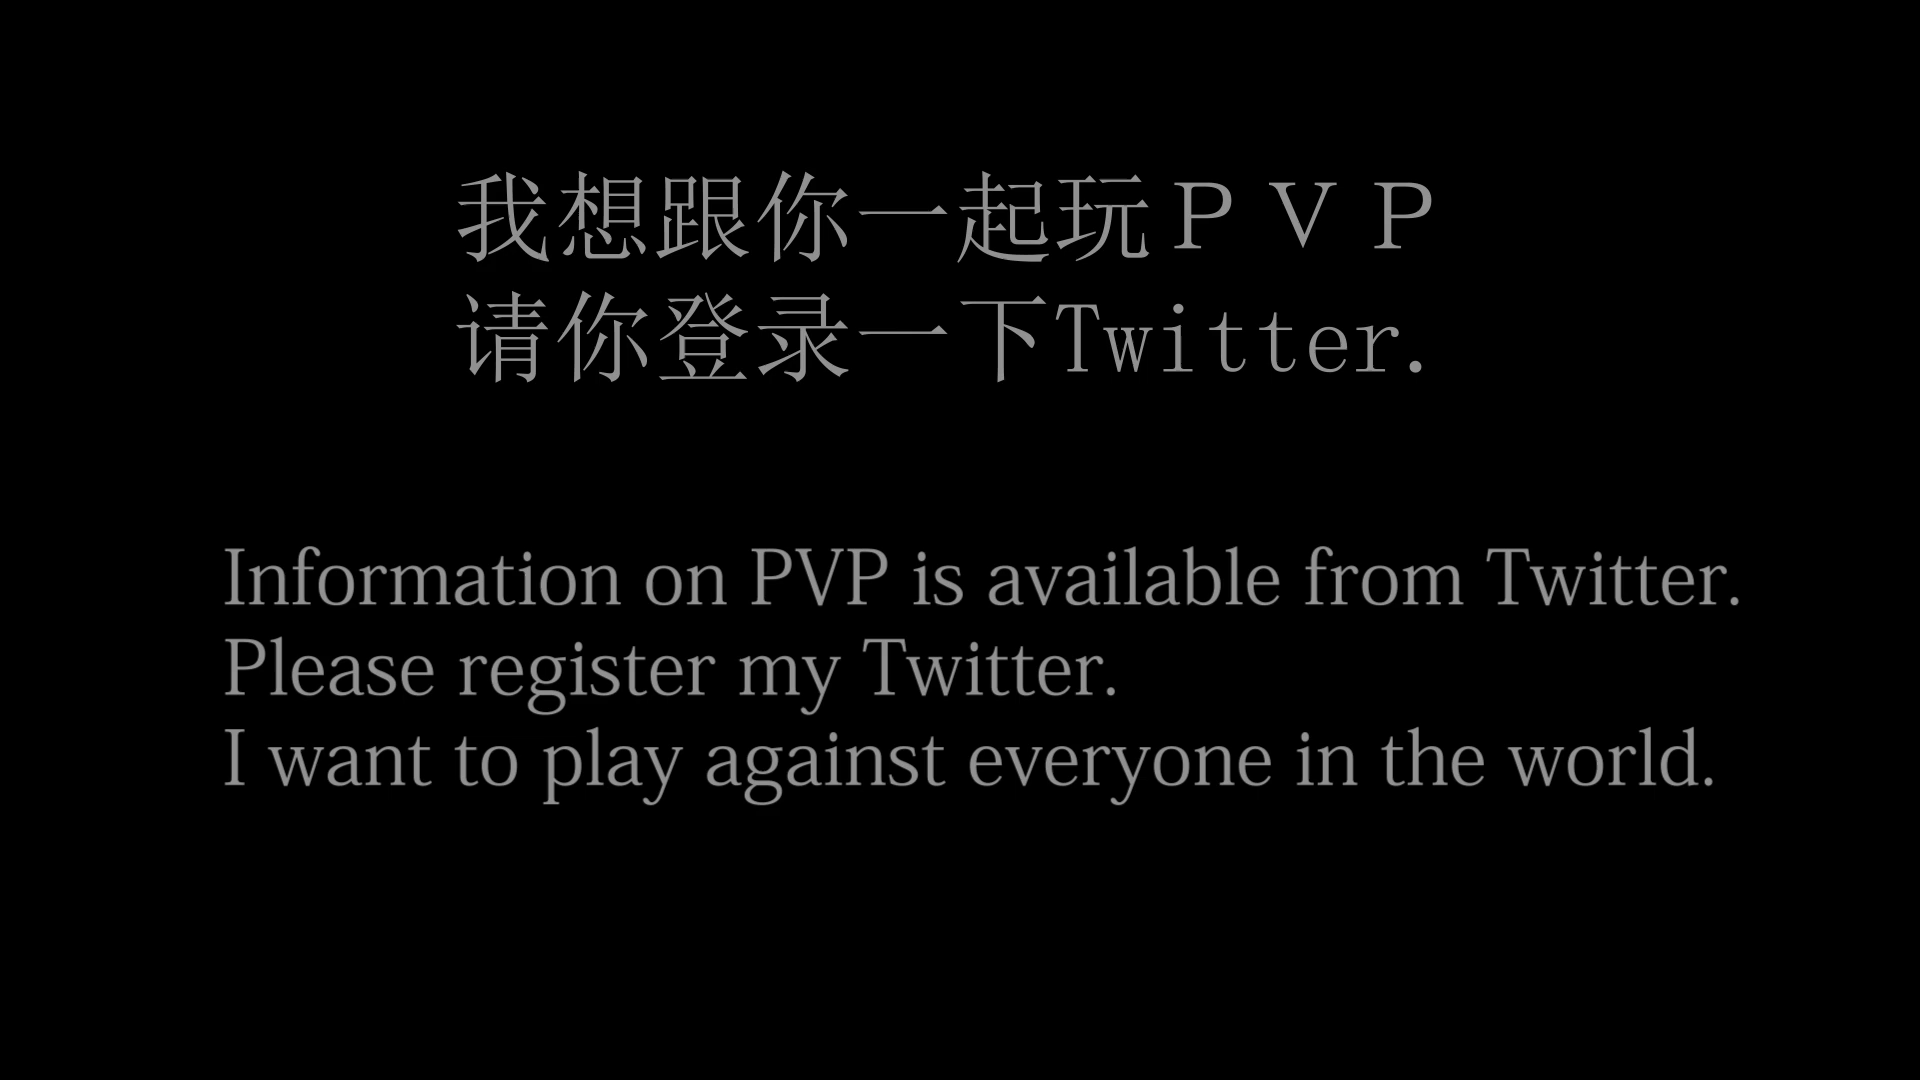 我想跟你一起玩ＰＶＰ
请你登录一下Twitter.
Information on PVP is available from Twitter.
Please register my Twitter.
I want to play against everyone in the world.